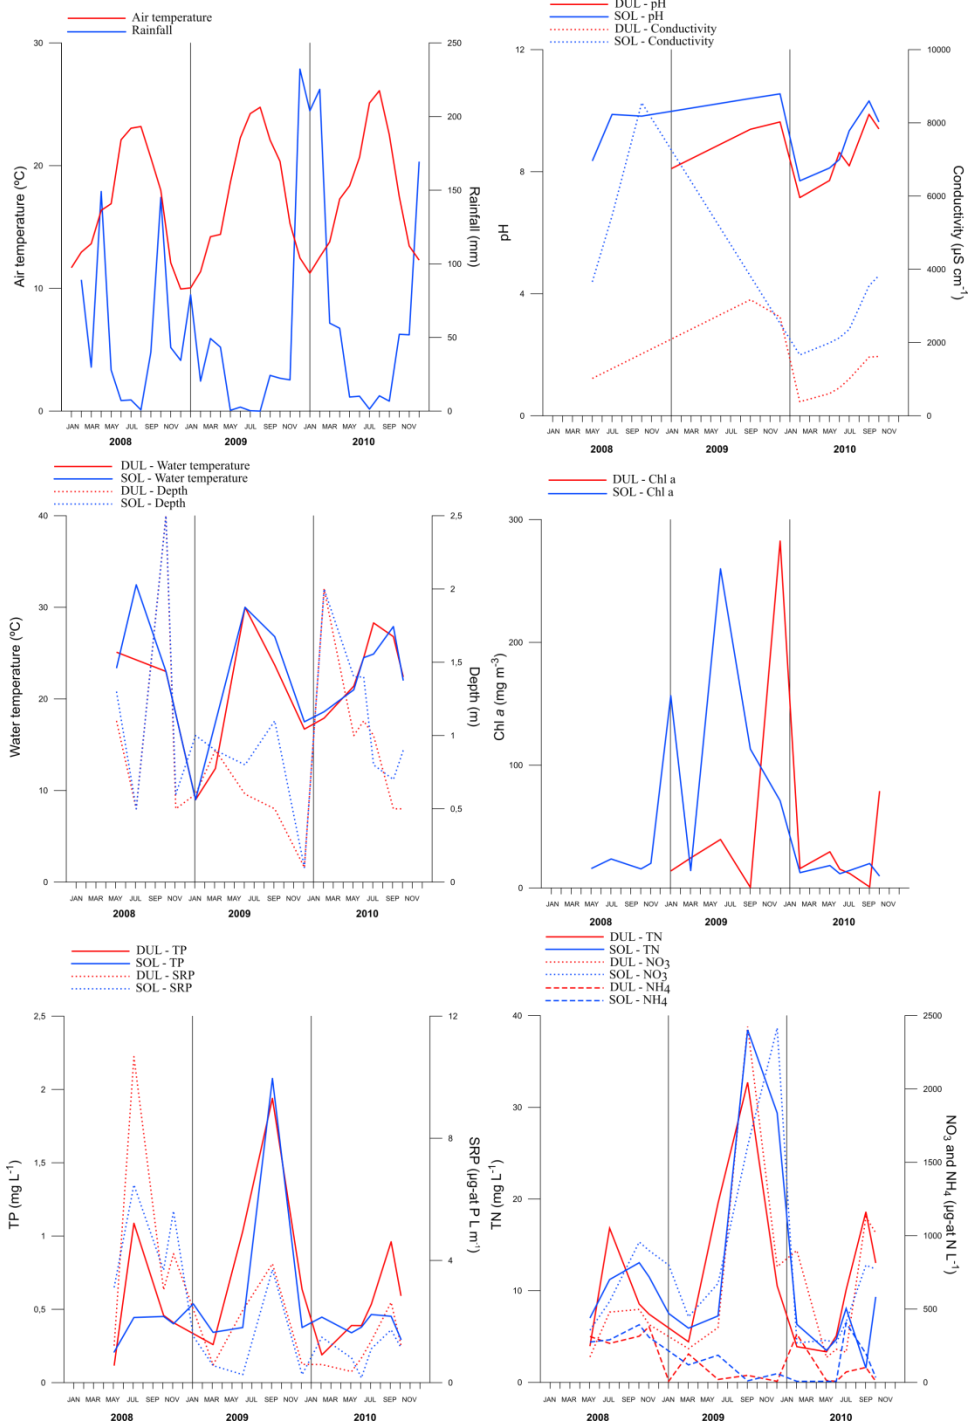 Air temperature
Rainfall
30
20
10
0
250
200
150
100
50
0
Air temperature (ºC)
Rainfall (mm)
JAN MAR MAY JUL SEP NOV JAN MAR MAY JUL SEP NOV JAN MAR MAY JUL SEP NOV
2008 2009 2010
DUL - pH
SOL - pH
DUL - Conductivity
SOL - Conductivity
12
8
4
0
10000
8000
6000
4000
2000
0
pH
Conductivity (µS cm-1)
JAN MAR MAY JUL SEP NOV JAN MAR MAY JUL SEP NOV JAN MAR MAY JUL SEP NOV
2008 2009 2010
DUL - Water temperature
SOL - Water temperature
DUL - Depth
SOL - Depth
40
30
20
10
0
2,5
2
1,5
1
0,5
0
Water temperature (ºC)
Depth (m)
JAN MAR MAY JUL SEP NOV JAN MAR MAY JUL SEP NOV JAN MAR MAY JUL SEP NOV
2008 2009 2010
DUL - Chl a
SOL - Chl a
300
200
100
0
Chl a (mg m-3)
JAN MAR MAY JUL SEP NOV JAN MAR MAY JUL SEP NOV JAN MAR MAY JUL SEP NOV
2008 2009 2010
DUL - TP
SOL - TP
DUL - SRP
SOL - SRP
2,5
2
1,5
1
0,5
0
12
8
4
0
TP (mg L-1)
SRP (µg-at P L m-1)
JAN MAR MAY JUL SEP NOV JAN MAR MAY JUL SEP NOV JAN MAR MAY JUL SEP NOV
2008 2009 2010
DUL - TN
SOL - TN
DUL - NO3
SOL - NO3
DUL - NH4
SOL - NH4
40
30
20
10
0
2500
2000
1500
1000
500
0
TN (mg L-1)
NO3 and NH4 (µg-at N L-1)
JAN MAR MAY JUL SEP NOV JAN MAR MAY JUL SEP NOV JAN MAR MAY JUL SEP NOV
2008 2009 2010